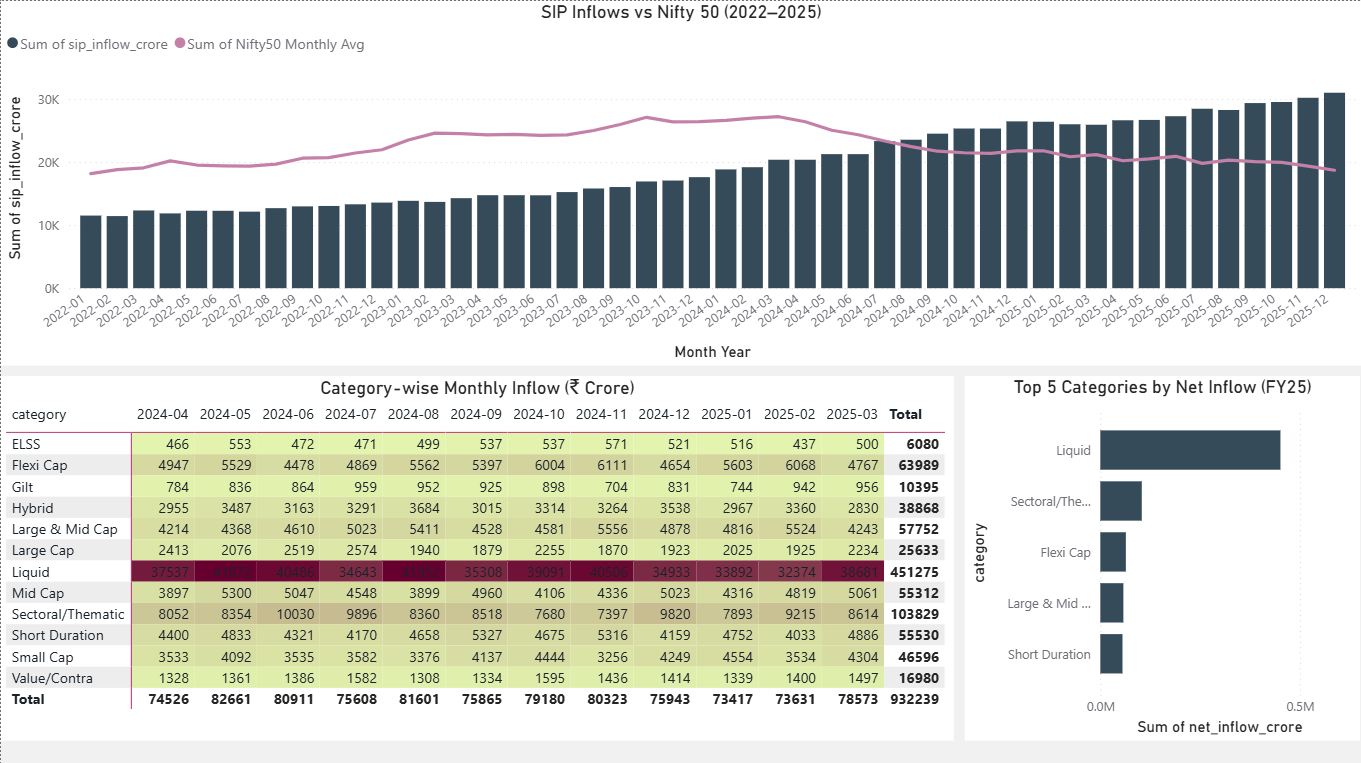 SIP Inflows vs Nifty 50 (2022–2025)
Sum of sip_inflow_crore Sum of Nifty50 Monthly Avg
Sum of sip_inflow_crore
30K
20K
10K
0K
2022-01 2022-02 2022-03 2022-04 2022-05 2022-06 2022-07 2022-08 2022-09 2022-10 2022-11 2022-12 2023-01 2023-02 2023-03 2023-04 2023-05 2023-06 2023-07 2023-08 2023-09 2023-10 2023-11 2023-12 2024-01 2024-02 2024-03 2024-04 2024-05 2024-06 2024-07 2024-08 2024-09 2024-10 2024-11 2024-12 2025-01 2025-02 2025-03 2025-04 2025-05 2025-06 2025-07 2025-08 2025-09 2025-10 2025-11 2025-12
Month Year
Category-wise Monthly Inflow (₹ Crore)
category 2024-04 2024-05 2024-06 2024-07 2024-08 2024-09 2024-10 2024-11 2024-12 2025-01 2025-02 2025-03 Total
ELSS 466 553 472 471 499 537 537 571 521 516 437 500 6080
Flexi Cap 4947 5529 4478 4869 5562 5397 6004 6111 4654 5603 6068 4767 63989
Gilt 784 836 864 959 952 925 898 704 831 744 942 956 10395
Hybrid 2955 3487 3163 3291 3684 3015 3314 3264 3538 2967 3360 2830 38868
Large & Mid Cap 4214 4368 4610 5023 5411 4528 4581 5556 4878 4816 5524 4243 57752
Large Cap 2413 2076 2519 2574 1940 1879 2255 1870 1923 2025 1925 2234 25633
Liquid 37537 40486 34643 35308 39091 40506 34933 33892 32374 38681 451275
Mid Cap 3897 5300 5047 4548 3899 4960 4106 4336 5023 4316 4819 5061 55312
Sectoral/Thematic 8052 8354 10030 9896 8360 8518 7680 7397 9820 7893 9215 8614 103829
Short Duration 4400 4833 4321 4170 4658 5327 4675 5316 4159 4752 4033 4886 55530
Small Cap 3533 4092 3535 3582 3376 4137 4444 3256 4249 4554 3534 4304 46596
Value/Contra 1328 1361 1386 1582 1308 1334 1595 1436 1414 1339 1400 1497 16980
Total 74526 82661 80911 75608 81601 75865 79180 80323 75943 73417 73631 78573 932239
Top 5 Categories by Net Inflow (FY25)
category
Liquid
Sectoral/The...
Flexi Cap
Large & Mid ...
Short Duration
0.0M 0.5M
Sum of net_inflow_crore